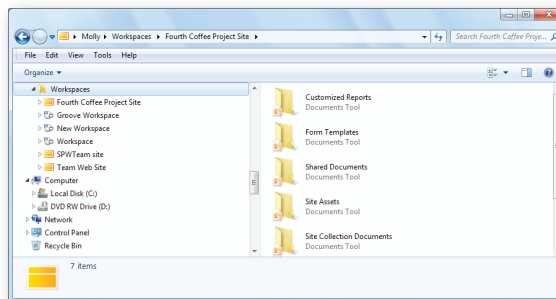 Molly Workspaces Fourth Coffee Project Site
Search Fourth Coffee Proje...
File Edit View Tools Help
Organize
Workspaces
Fourth Coffee Project Site
Groove Workspace
New Workspace
Workspace
SPWTeam site
Team Web Site
Computer
Local Disk (C:)
DVD RW Drive (D:)
Network
Control Panel
Recycle Bin
Customized Reports
Documents Tool
Form Templates
Documents Tool
Shared Documents
Documents Tool
Site Assets
Documents Tool
Site Collection Documents
Documents Tool
7 items